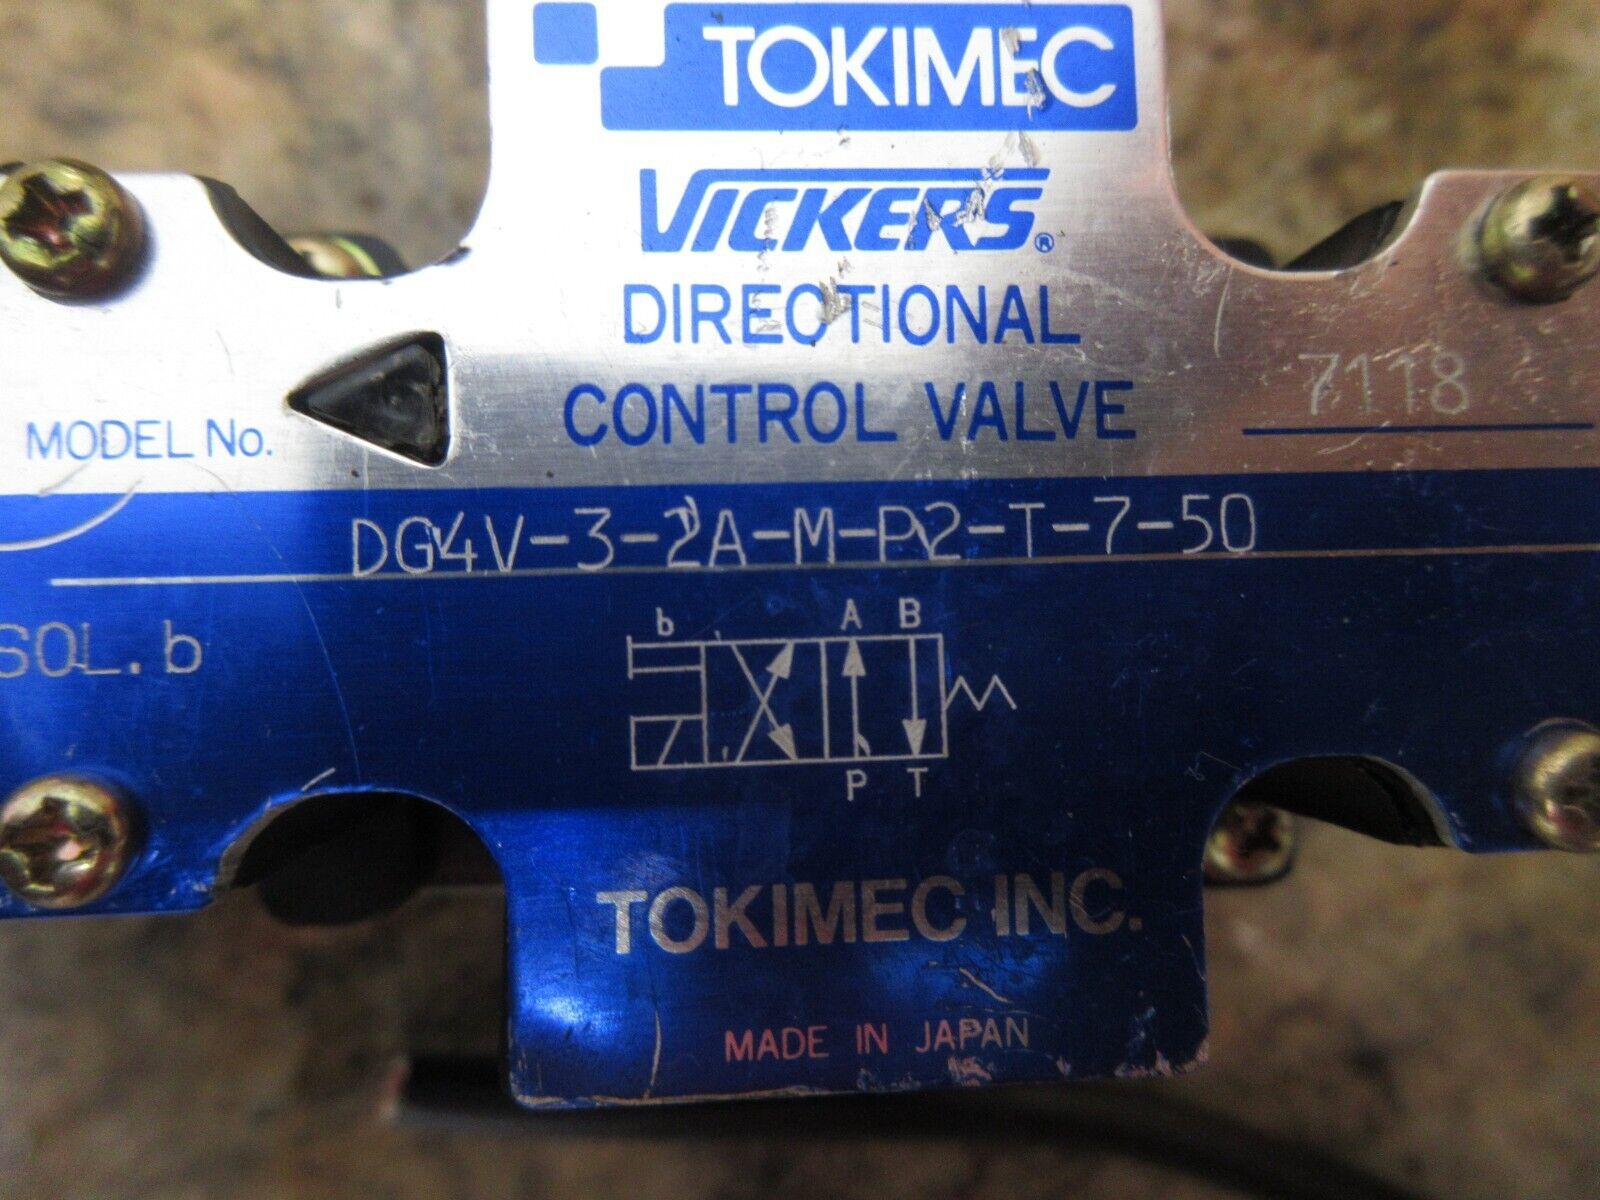 TOKIMEC
VICKERS®
DIRECTIONAL
CONTROL VALVE
7118
MODEL No.
DG4V-3-2A-M-P2-T-7-50
SOL.b
b A B
P T
TOKIMEC INC.
MADE IN JAPAN